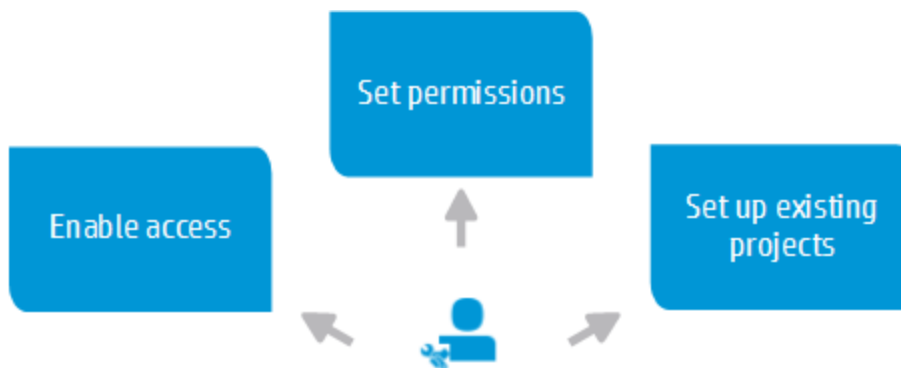 Set permissions
Enable access
Set up existing
projects